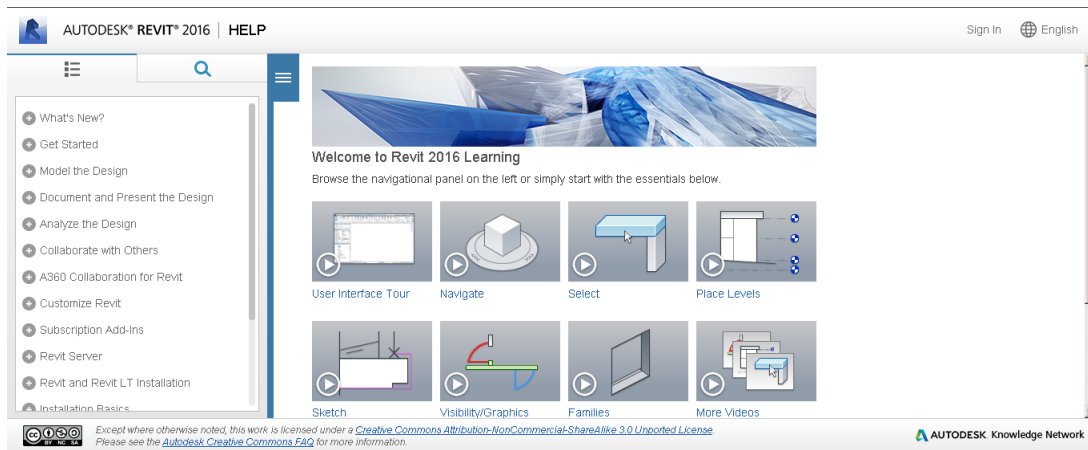 AUTODESK® REVIT® 2016 | HELP
Sign In
English
What's New?
Get Started
Model the Design
Document and Present the Design
Analyze the Design
Collaborate with Others
A360 Collaboration for Revit
Customize Revit
Subscription Add-Ins
Revit Server
Revit and Revit LT Installation
Installation Basics
Welcome to Revit 2016 Learning
Browse the navigational panel on the left or simply start with the essentials below.
User Interface Tour
Navigate
Select
Place Levels
Sketch
Visibility/Graphics
Families
More Videos
cc BY NC SA
Except where otherwise noted, this work is licensed under a Creative Commons Attribution-NonCommercial-ShareAlike 3.0 Unported License.
Please see the Autodesk Creative Commons FAQ for more information.
AUTODESK. Knowledge Network